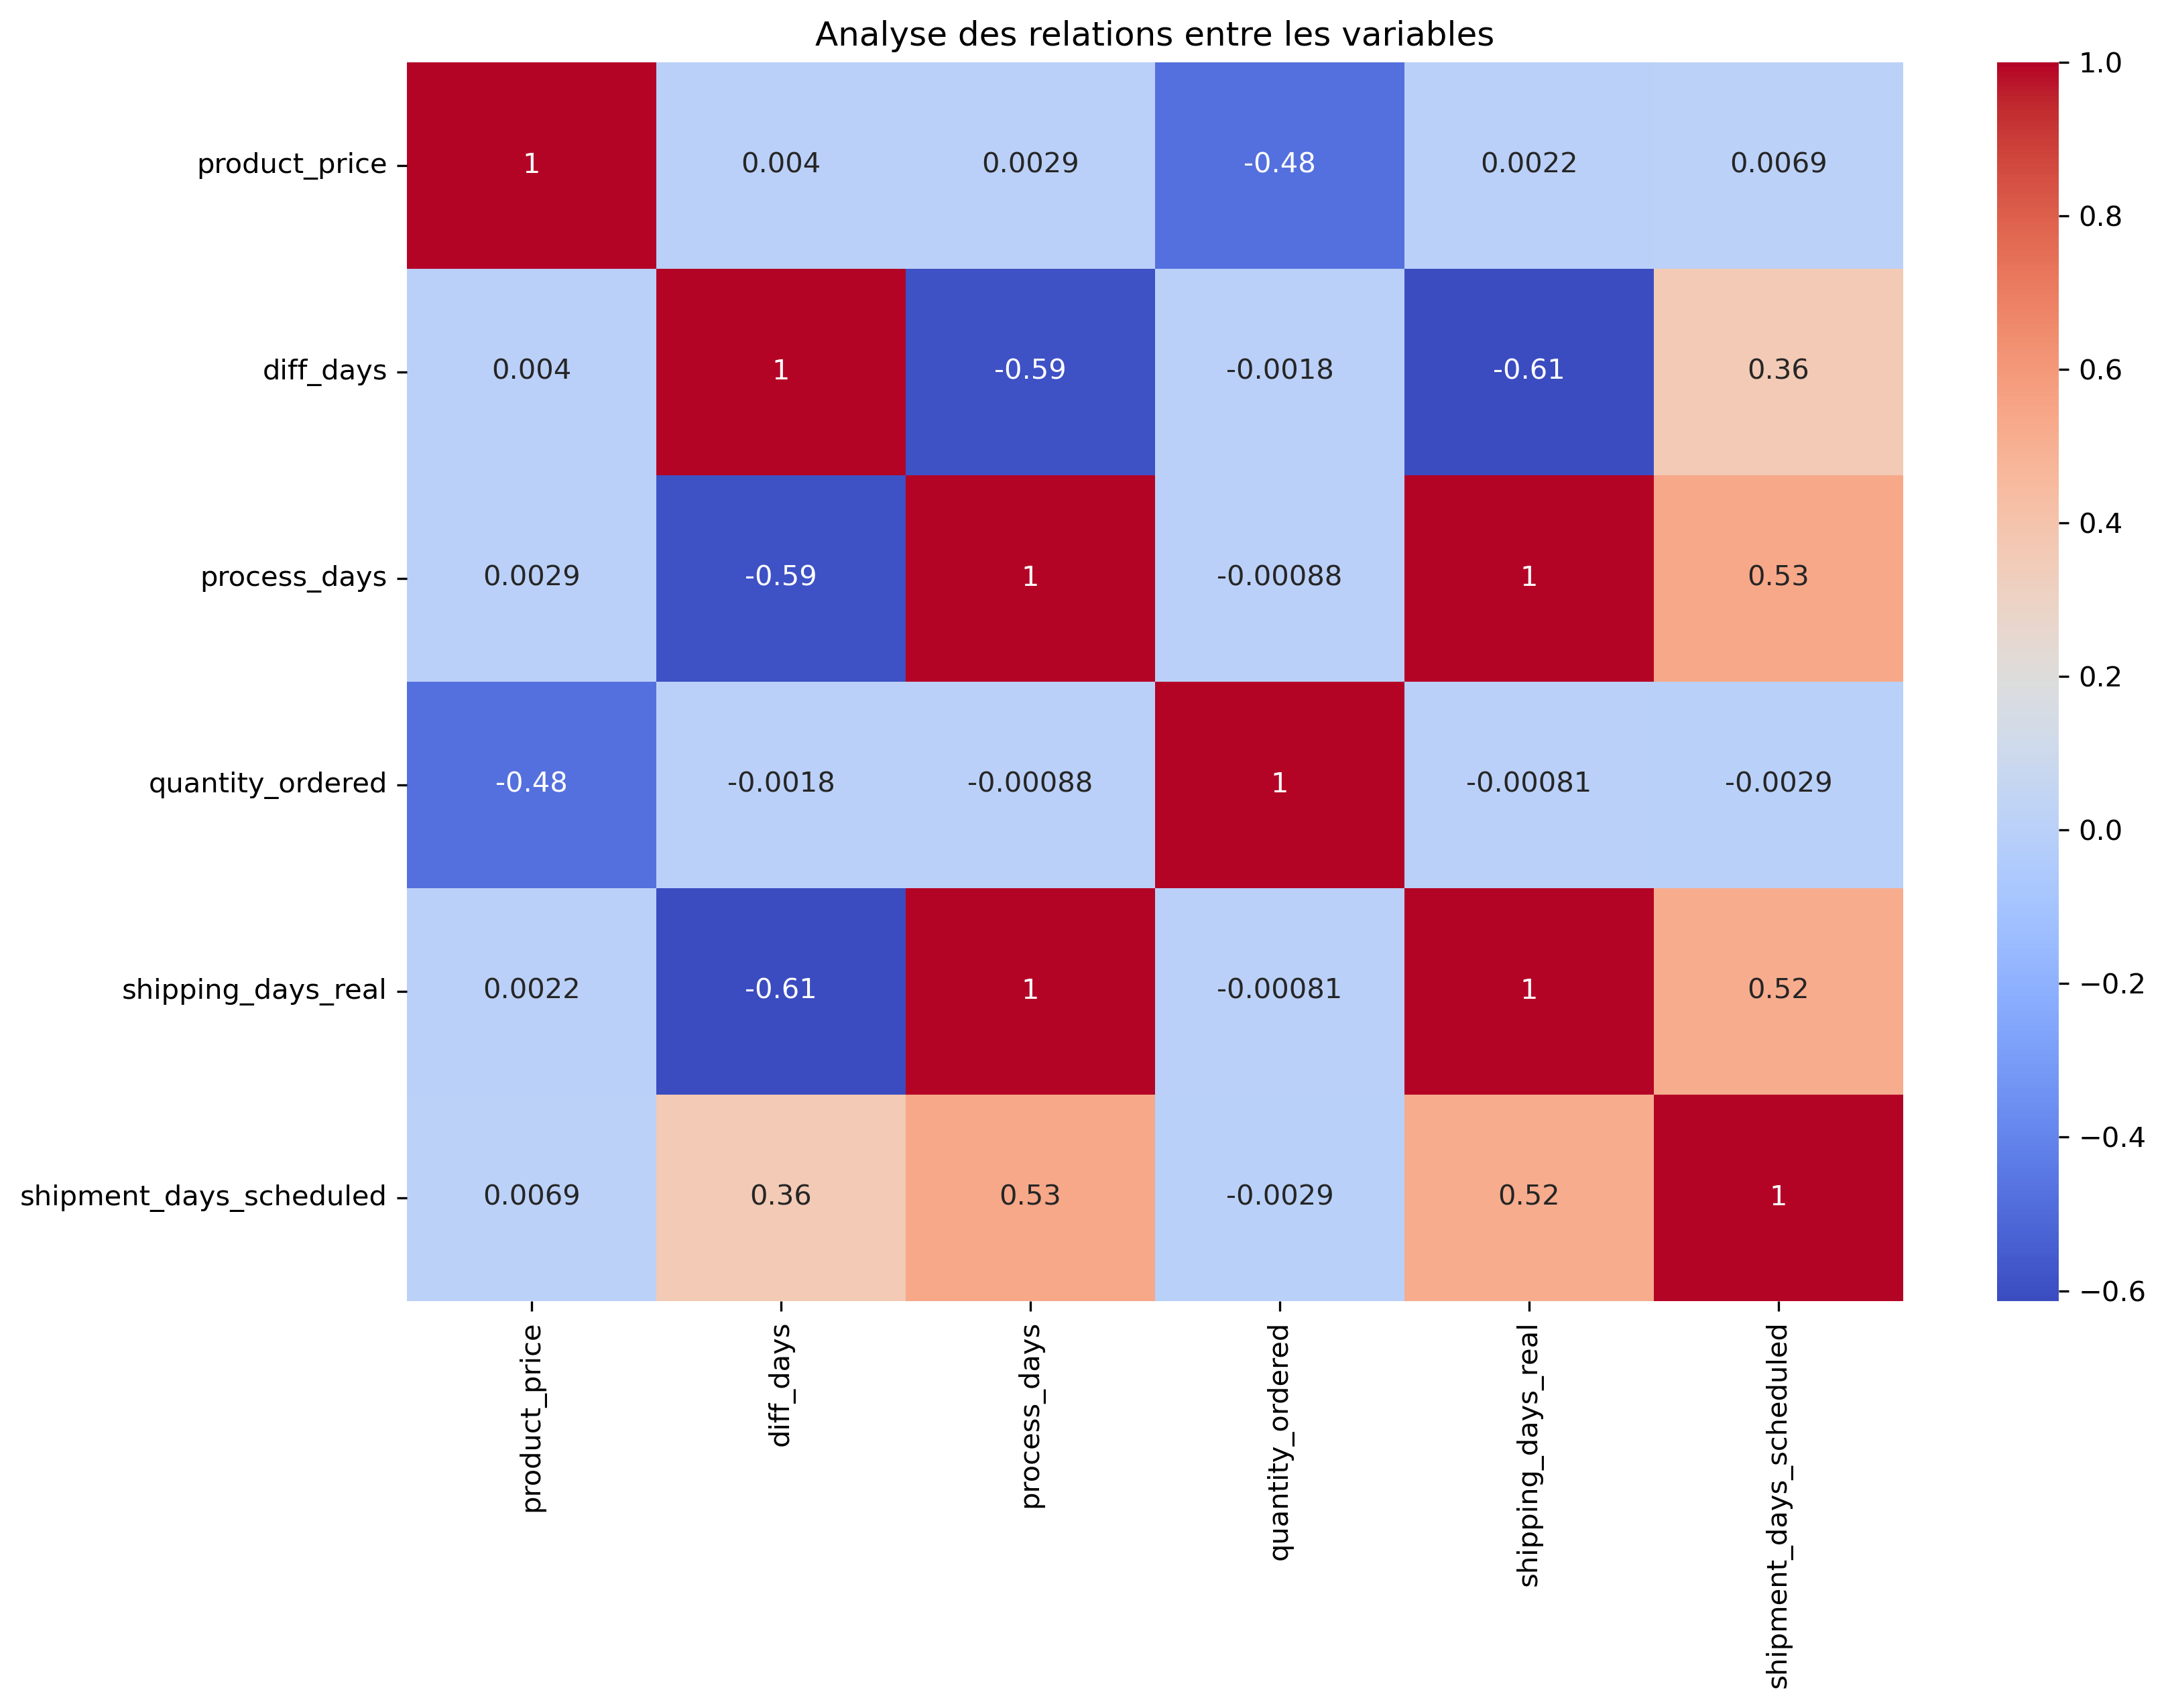 Analyse des relations entre les variables
product_price 1 0.004 0.0029 -0.48 0.0022 0.0069
diff_days 0.004 1 -0.59 -0.0018 -0.61 0.36
process_days 0.0029 -0.59 1 -0.00088 1 0.53
quantity_ordered -0.48 -0.0018 -0.00088 1 -0.00081 -0.0029
shipping_days_real 0.0022 -0.61 1 -0.00081 1 0.52
shipment_days_scheduled 0.0069 0.36 0.53 -0.0029 0.52 1
product_price
diff_days
process_days
quantity_ordered
shipping_days_real
shipment_days_scheduled
1.0
0.8
0.6
0.4
0.2
0.0
−0.2
−0.4
−0.6